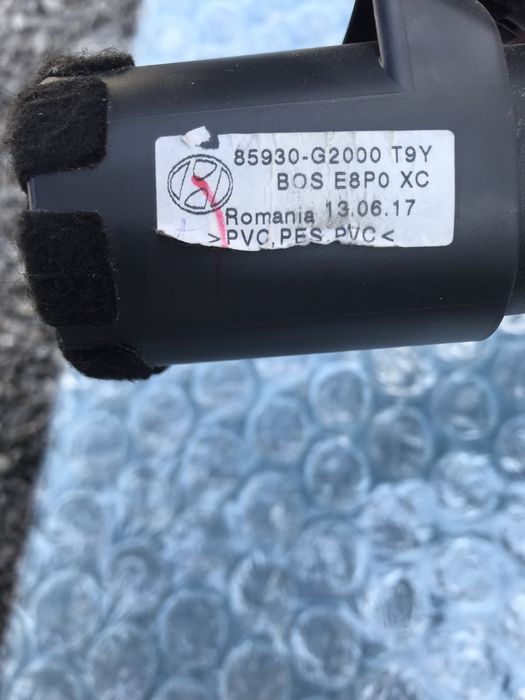 85930-G2000 T9Y
BOS E8P0 XC
Romania 13.06.17
>PVC,PES,PVC<